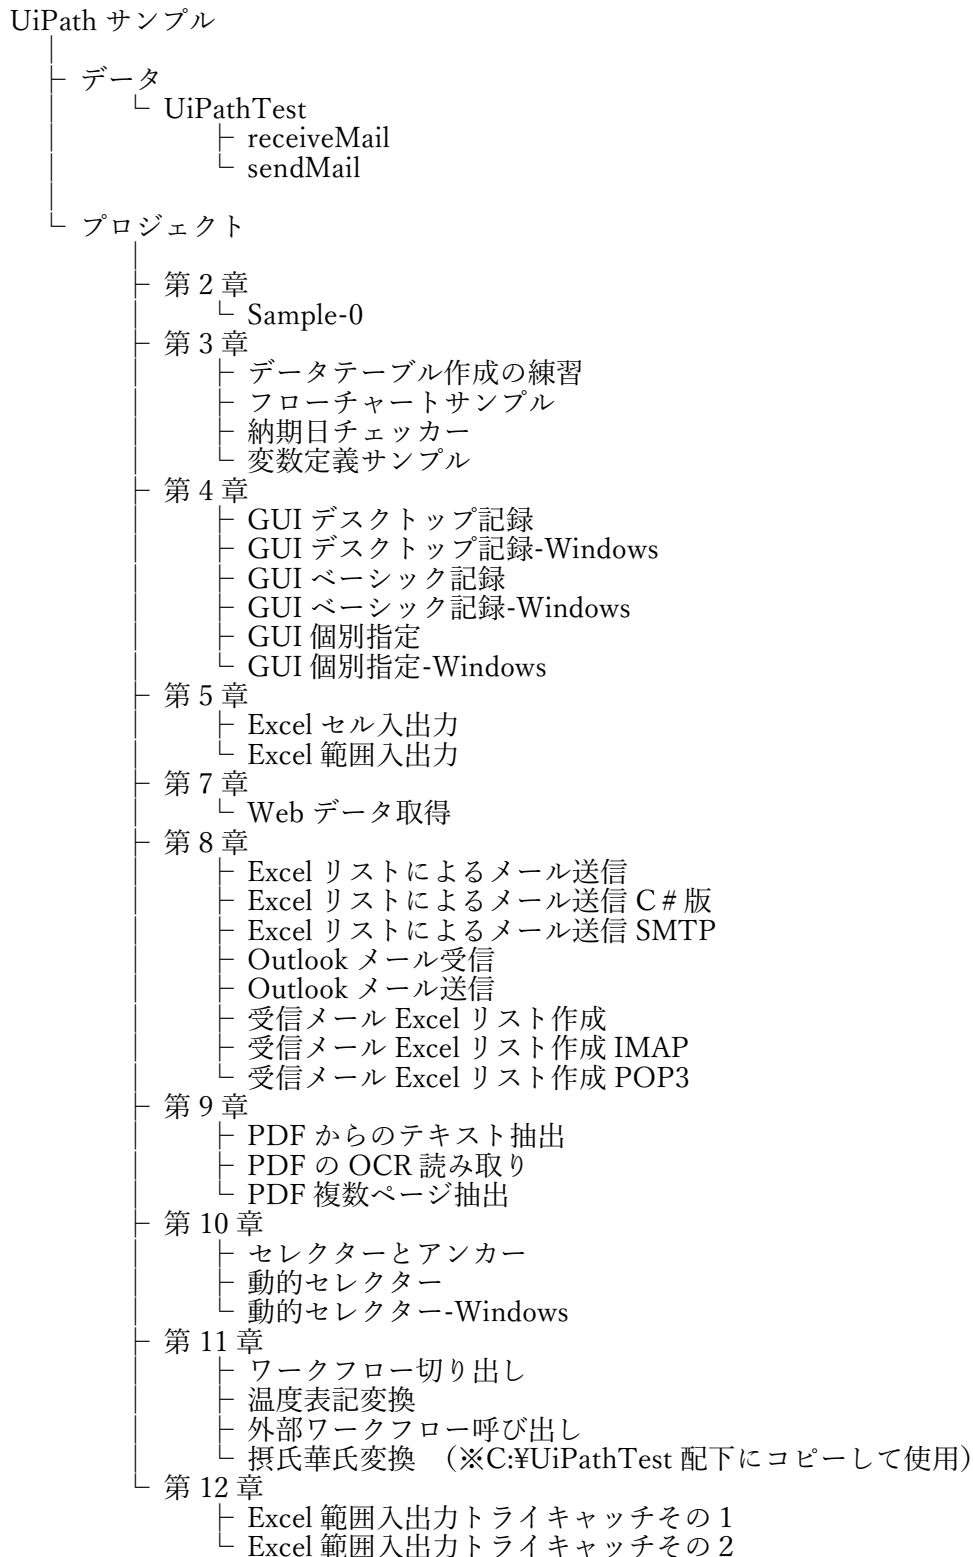 UiPath サンプル
データ
UiPathTest
receiveMail
sendMail
プロジェクト
第 2 章
Sample-0
第 3 章
データテーブル作成の練習
フローチャートサンプル
納期日チェッカー
変数定義サンプル
第 4 章
GUI デスクトップ記録
GUI デスクトップ記録-Windows
GUI ベーシック記録
GUI ベーシック記録-Windows
GUI 個別指定
GUI 個別指定-Windows
第 5 章
Excel セル入出力
Excel 範囲入出力
第 7 章
Web データ取得
第 8 章
Excel リストによるメール送信
Excel リストによるメール送信 C＃版
Excel リストによるメール送信 SMTP
Outlook メール受信
Outlook メール送信
受信メール Excel リスト作成
受信メール Excel リスト作成 IMAP
受信メール Excel リスト作成 POP3
第 9 章
PDF からのテキスト抽出
PDF の OCR 読み取り
PDF 複数ページ抽出
第 10 章
セレクターとアンカー
動的セレクター
動的セレクター-Windows
第 11 章
ワークフロー切り出し
温度表記変換
外部ワークフロー呼び出し
摂氏華氏変換　（※C:¥UiPathTest 配下にコピーして使用）
第 12 章
Excel 範囲入出力トライキャッチその 1
Excel 範囲入出力トライキャッチその 2